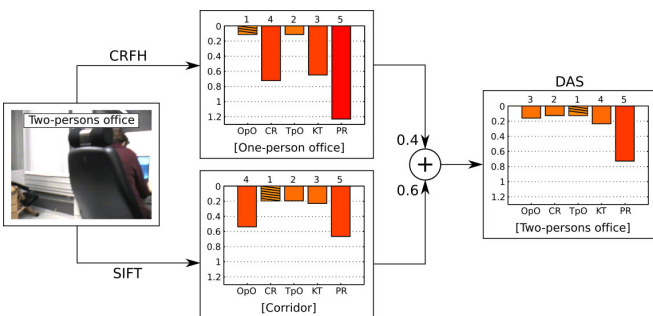 DAS
CRFH
SIFT
Two-persons office
1 4 2 3 5
0
0.2
0.4
0.6
0.8
1
1.2
OpO CR TpO KT PR
[One-person office]
4 1 2 3 5
0
0.2
0.4
0.6
0.8
1
1.2
OpO CR TpO KT PR
[Corridor]
0.4
+
0.6
3 2 1 4 5
0
0.2
0.4
0.6
0.8
1
1.2
OpO CR TpO KT PR
[Two-persons office]